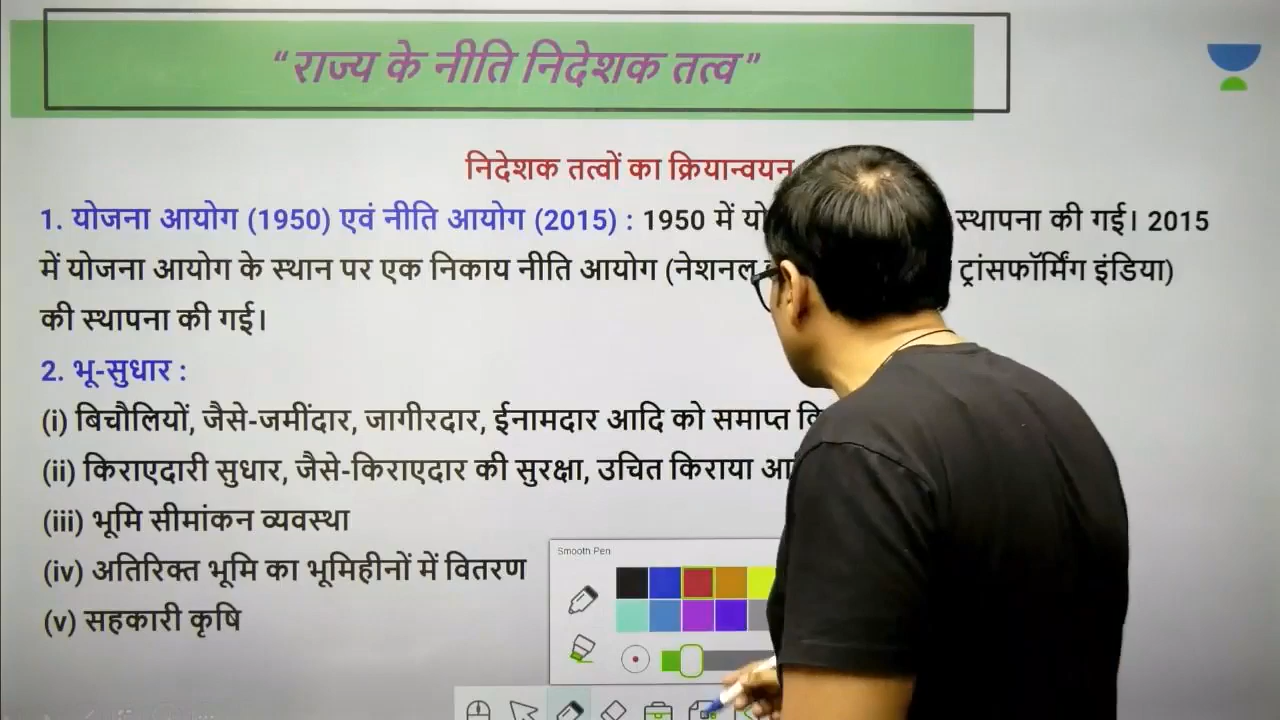 “राज्य के नीति निदेशक तत्व”
निदेशक तत्वों का क्रियान्वयन
1. योजना आयोग (1950) एवं नीति आयोग (2015) : 1950 में स्थापना की गई। 2015
में योजना आयोग के स्थान पर एक निकाय नीति आयोग (नेशनल ट्रांसफॉर्मिंग इंडिया)
की स्थापना की गई।
2. भू-सुधार :
(i) बिचौलियों, जैसे-जमींदार, जागीरदार, ईनामदार आदि को समाप्त
(ii) किराएदारी सुधार, जैसे-किराएदार की सुरक्षा, उचित किराया
(iii) भूमि सीमांकन व्यवस्था
(iv) अतिरिक्त भूमि का भूमिहीनों में वितरण
(v) सहकारी कृषि
Smooth Pen